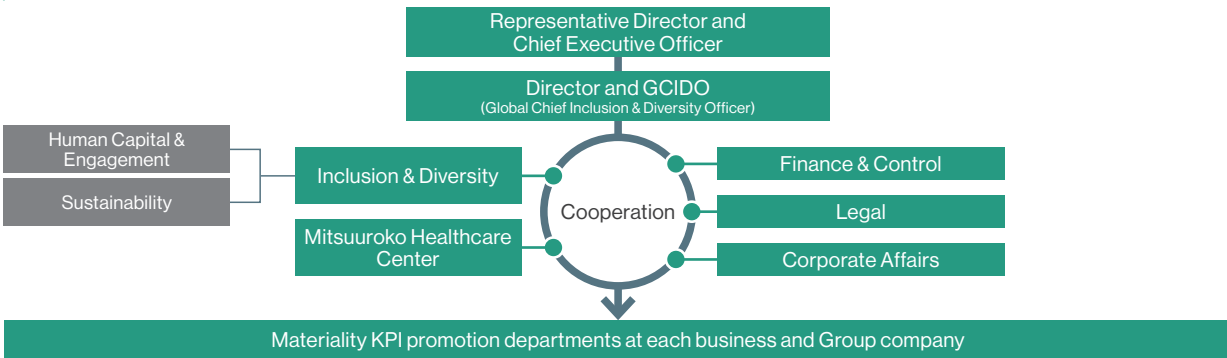 Representative Director and
Chief Executive Officer
Director and GCIDO
(Global Chief Inclusion & Diversity Officer)
Human Capital &
Engagement
Sustainability
Inclusion & Diversity
Mitsuuroko Healthcare
Center
Cooperation
Finance & Control
Legal
Corporate Affairs
Materiality KPI promotion departments at each business and Group company